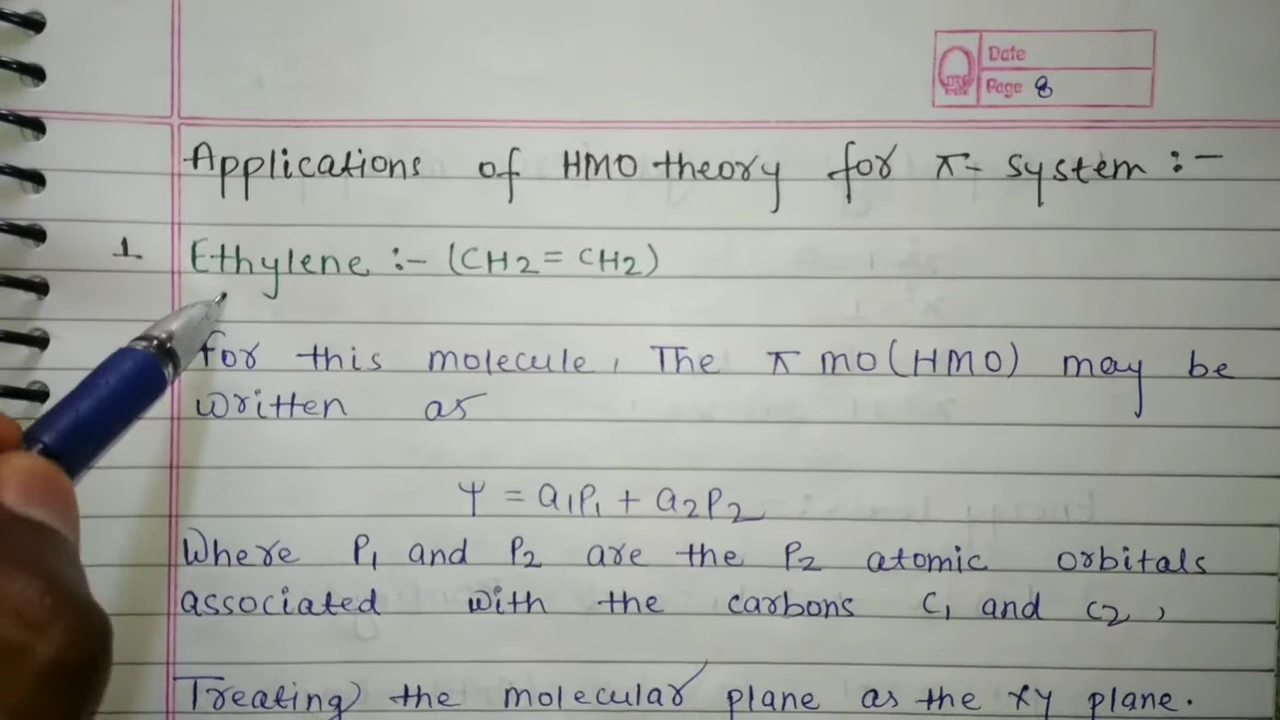 Date
Page 8
Applications of HMO theory for π- system :-
1. Ethylene :- (CH2 = CH2)
for this molecule, The π mo (HMO) may be
written as
Ψ = a1P1 + a2P2
Where P1 and P2 are the Pz atomic orbitals
associated with the carbons C1 and C2,
Treating the molecular plane as the xy plane.